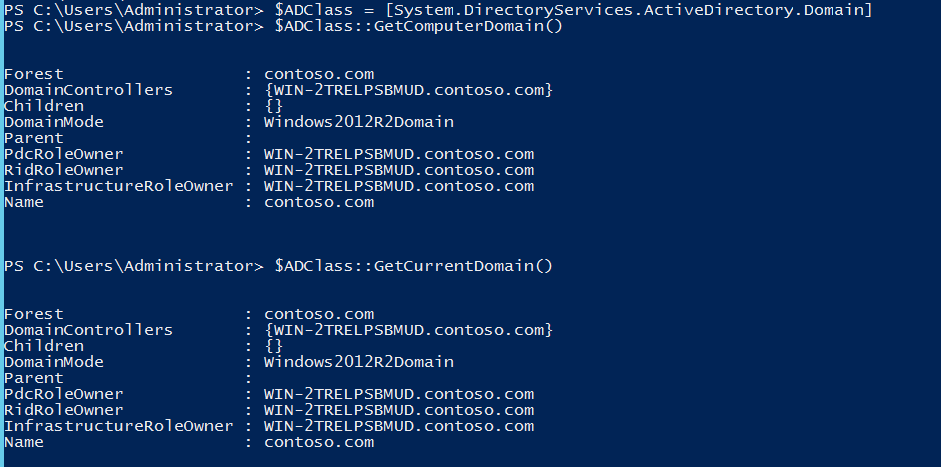 PS C:\Users\Administrator> $ADClass = [System.DirectoryServices.ActiveDirectory.Domain]
PS C:\Users\Administrator> $ADClass::GetComputerDomain()
Forest                  : contoso.com
DomainControllers       : {WIN-2TRELPSBMUD.contoso.com}
Children                : {}
DomainMode              : Windows2012R2Domain
Parent                  :
PdcRoleOwner            : WIN-2TRELPSBMUD.contoso.com
RidRoleOwner            : WIN-2TRELPSBMUD.contoso.com
InfrastructureRoleOwner : WIN-2TRELPSBMUD.contoso.com
Name                    : contoso.com
PS C:\Users\Administrator> $ADClass::GetCurrentDomain()
Forest                  : contoso.com
DomainControllers       : {WIN-2TRELPSBMUD.contoso.com}
Children                : {}
DomainMode              : Windows2012R2Domain
Parent                  :
PdcRoleOwner            : WIN-2TRELPSBMUD.contoso.com
RidRoleOwner            : WIN-2TRELPSBMUD.contoso.com
InfrastructureRoleOwner : WIN-2TRELPSBMUD.contoso.com
Name                    : contoso.com